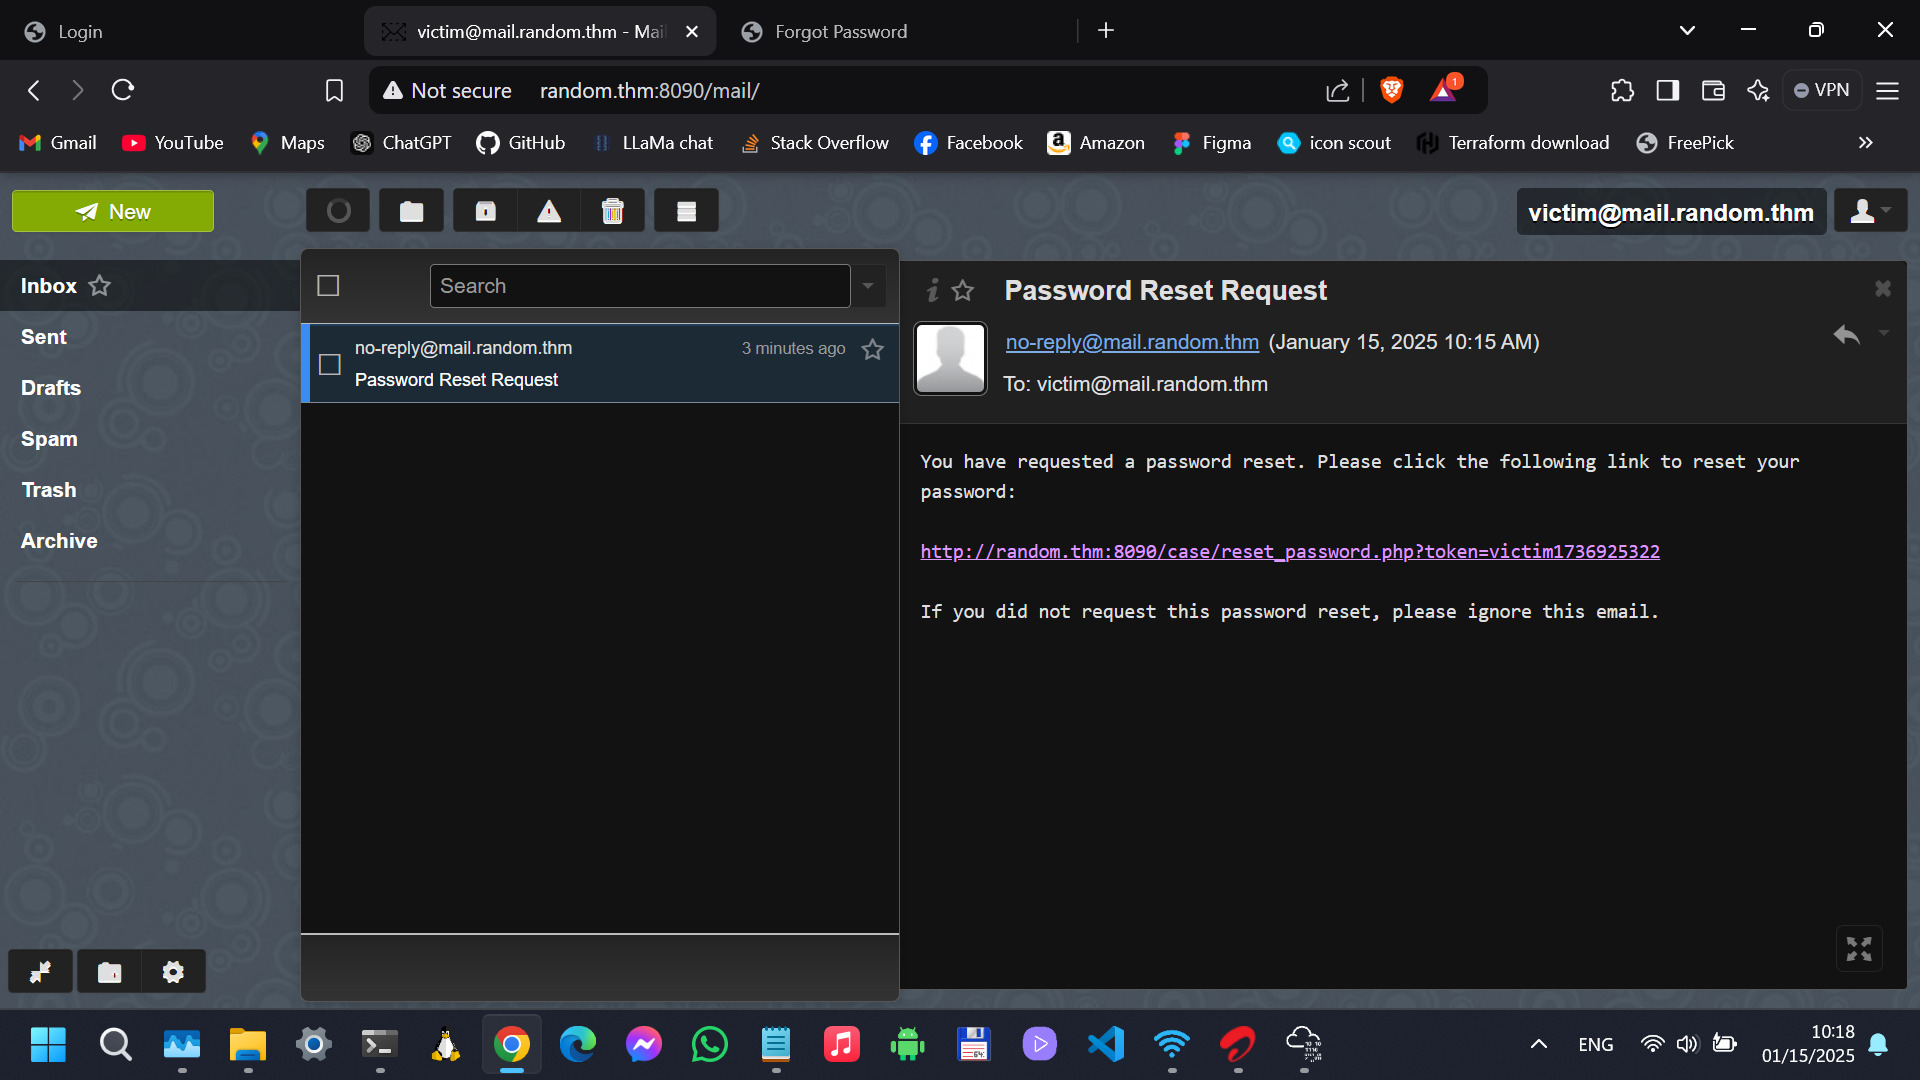 Login
victim@mail.random.thm - Mai
Forgot Password
Not secure random.thm:8090/mail/
1
VPN
Gmail
YouTube
Maps
ChatGPT
GitHub
LLaMa chat
Stack Overflow
Facebook
Amazon
Figma
icon scout
Terraform download
FreePick
New
victim@mail.random.thm
Inbox
Sent
Drafts
Spam
Trash
Archive
Search
no-reply@mail.random.thm 3 minutes ago
Password Reset Request
Password Reset Request
no-reply@mail.random.thm (January 15, 2025 10:15 AM)
To: victim@mail.random.thm
You have requested a password reset. Please click the following link to reset your
password:
http://random.thm:8090/case/reset_password.php?token=victim1736925322
If you did not request this password reset, please ignore this email.
ENG
10:18
01/15/2025